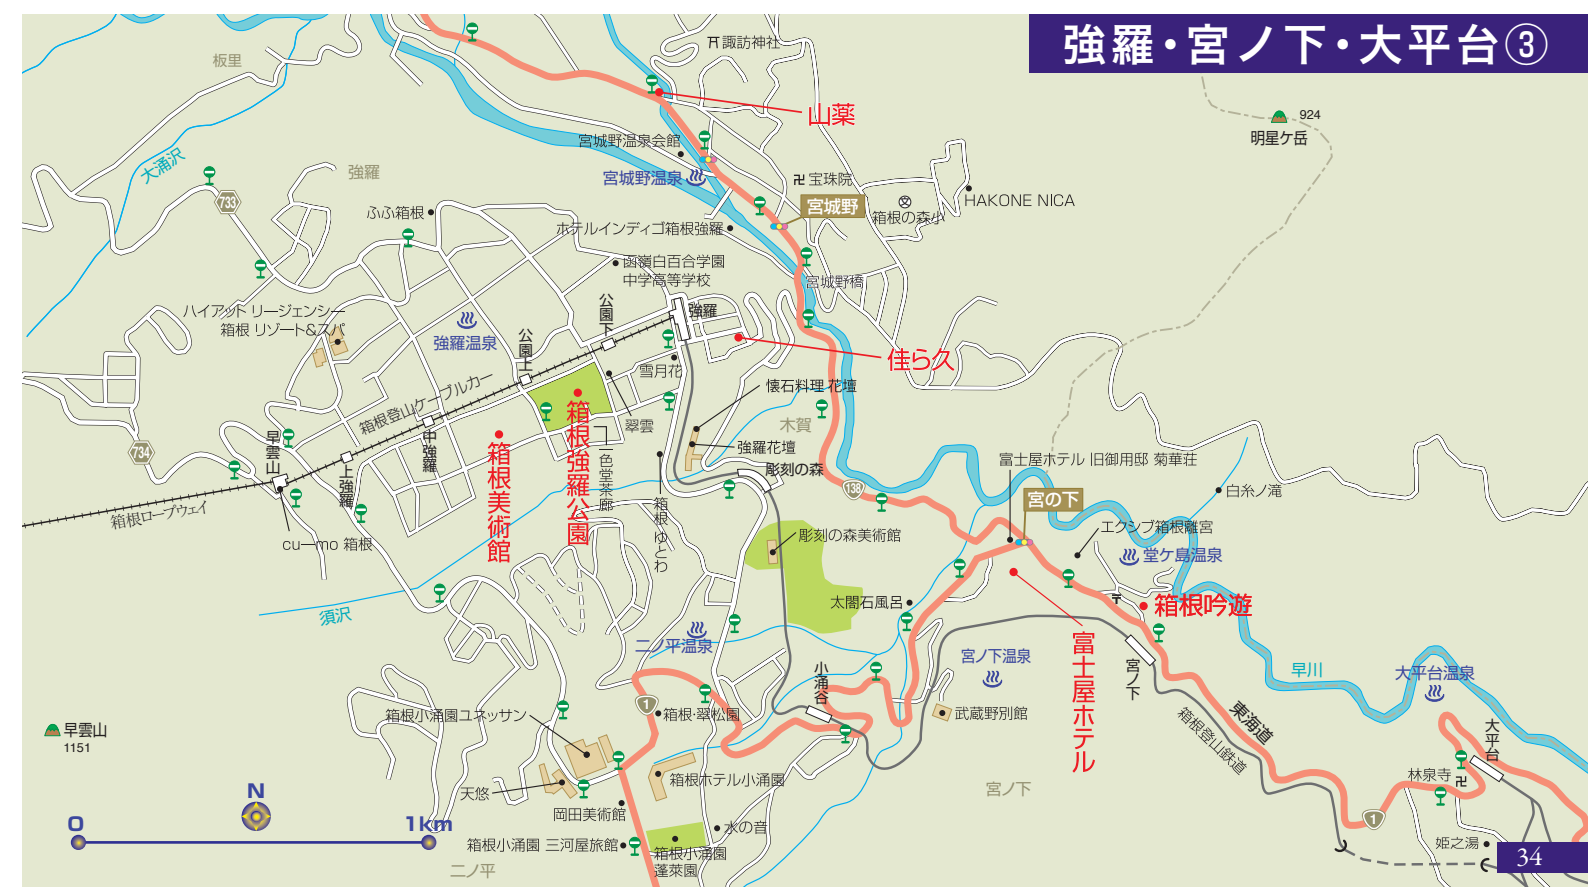 強羅・宮ノ下・大平台③
諏訪神社
板里
924
明星ケ岳
山薬
宮城野温泉会館
大涌沢
強羅
宮城野温泉
宝珠院
733
HAKONE NICA
宮城野
箱根の森小
ふふ箱根
ホテルインディゴ箱根強羅
函嶺白百合学園
中学高等学校
宮城野橋
公園下
強羅
ハイアット リージェンシー
箱根 リゾート&スパ
強羅温泉
公園上
佳ら久
雪月花
懐石料理 花壇
箱根登山ケーブルカー
箱根強羅公園
翠雲
木賀
734
早雲山
中強羅
箱根美術館
一色堂茶廊
強羅花壇
上強羅
彫刻の森
富士屋ホテル 旧御用邸 菊華荘
138
白糸ノ滝
宮の下
箱根ロープウェイ
箱根 ゆとわ
エクシブ箱根離宮
cu-mo 箱根
彫刻の森美術館
堂ケ島温泉
太閤石風呂
箱根吟遊
須沢
二ノ平温泉
富士屋ホテル
宮ノ下温泉
宮ノ下
小涌谷
早川
大平台温泉
1
箱根・翠松園
箱根小涌園ユネッサン
武蔵野別館
東海道
箱根登山鉄道
大平台
早雲山
1151
箱根ホテル小涌園
林泉寺
天悠
宮ノ下
N
岡田美術館
1
0
1km
水の音
箱根小涌園 三河屋旅館
姫之湯
箱根小涌園
蓬莱園
34
二ノ平